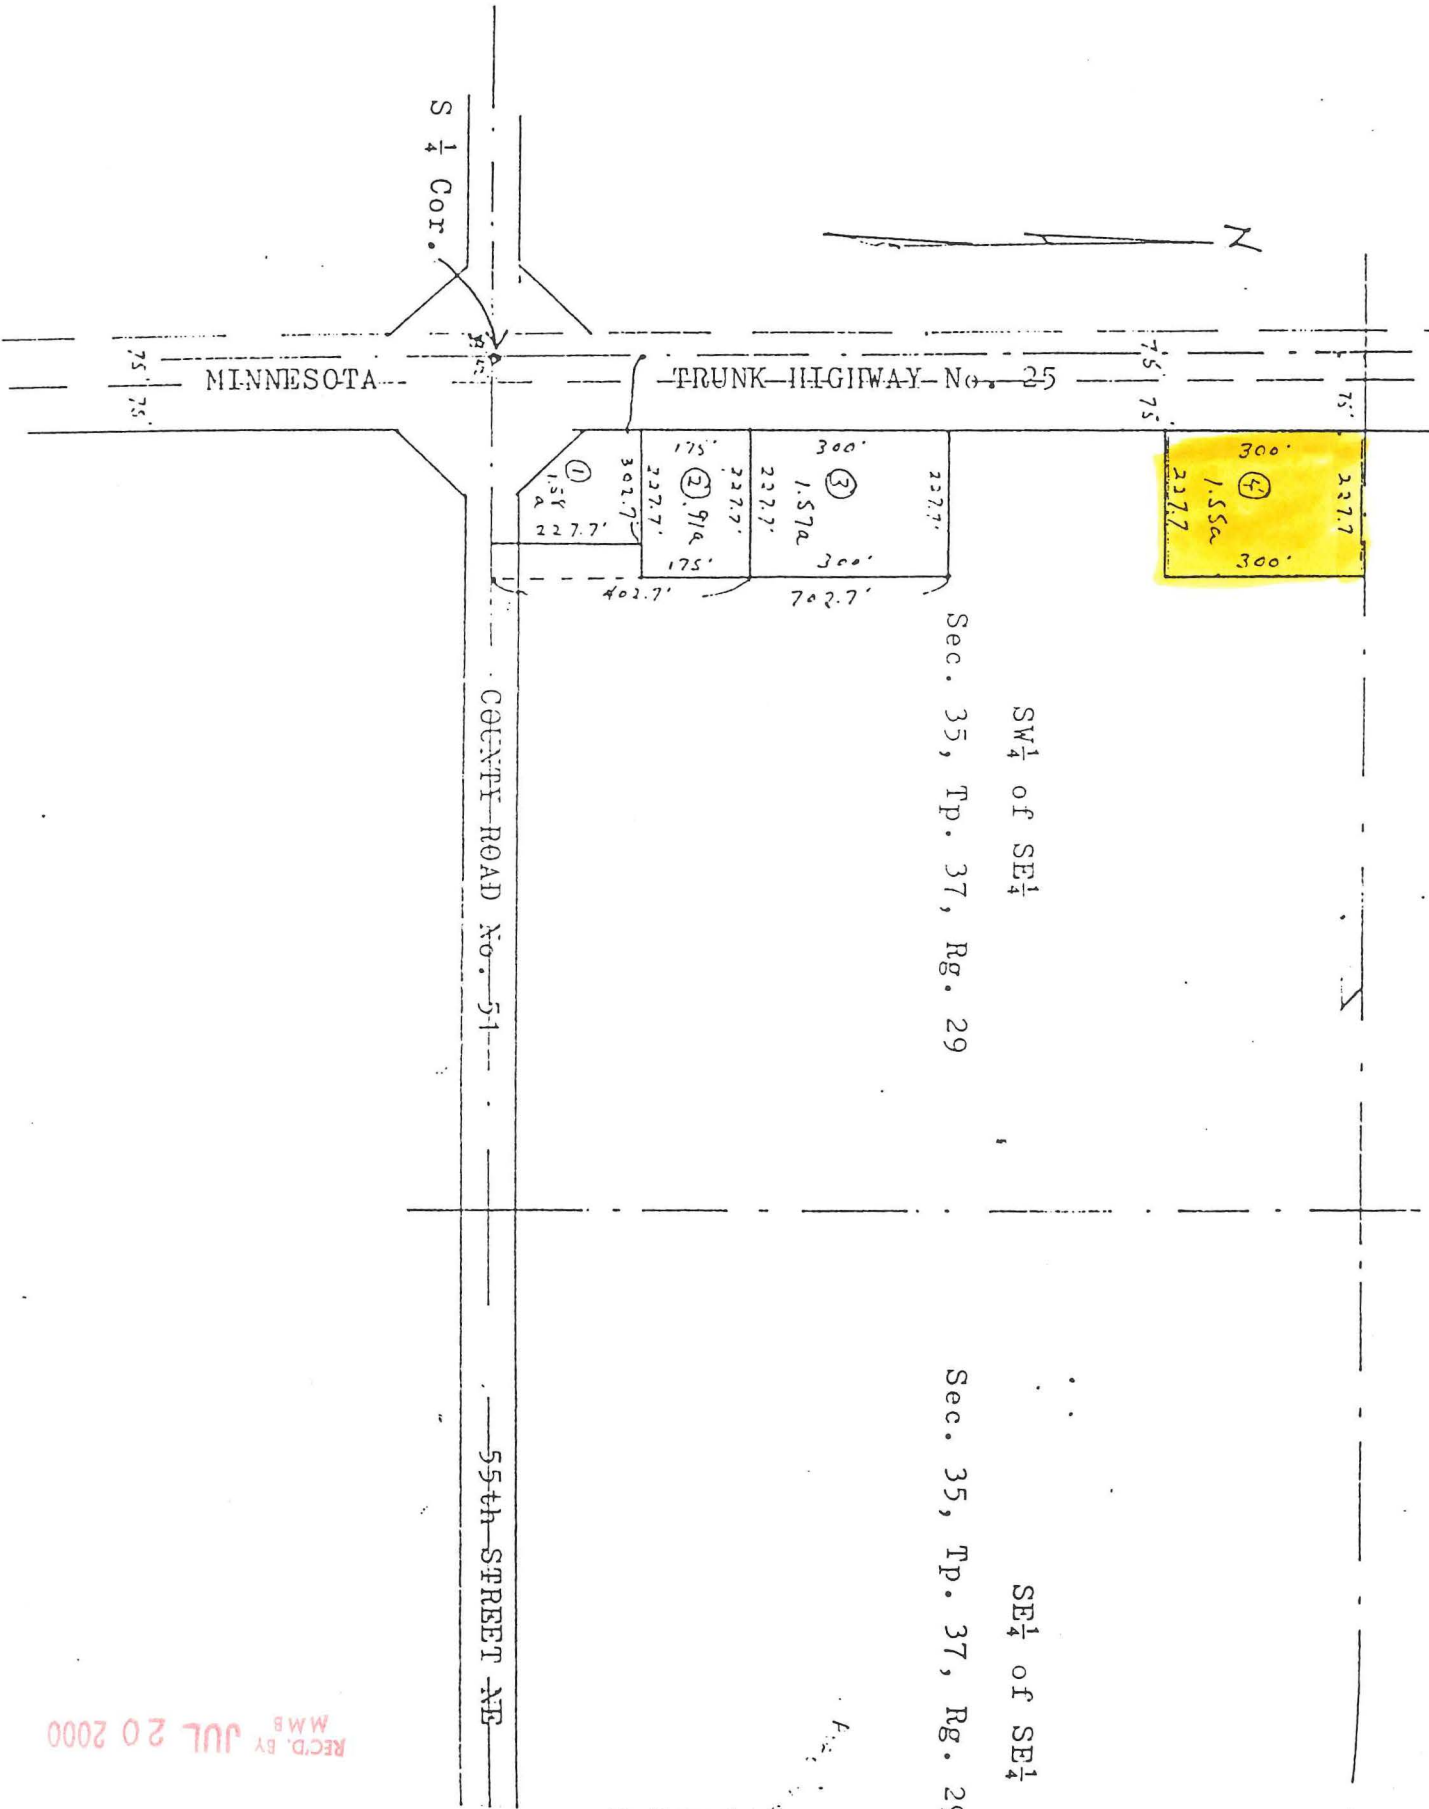 N
S 1/4 Cor.
MINNESOTA TRUNK HIGHWAY No. 25
75' 75'
75' 75'
75'
227.7
300'
④
1.55a
300'
227.7
227.7'
300'
③
1.57a
300'
227.7'
227.7'
175'
② .91a
175'
227.7'
302.7'
①
227.7'
402.7'
702.7'
SW¼ of SE¼
Sec. 35, Tp. 37, Rg. 29
SE¼ of SE¼
Sec. 35, Tp. 37, Rg. 29
COUNTY ROAD No. 51
55th STREET NE
REC'D. BY JUL 20 2000
MMB